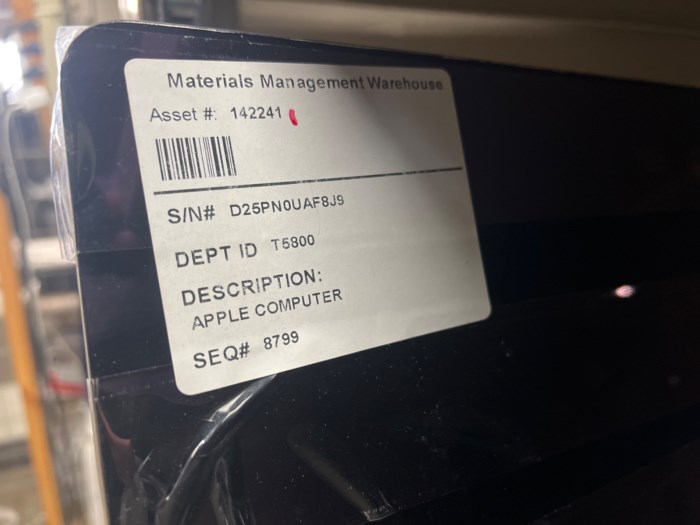 Materials Management Warehouse
Asset #: 142241
S/N# D25PN0UAF8J9
DEPT ID T5800
DESCRIPTION:
APPLE COMPUTER
SEQ# 8799